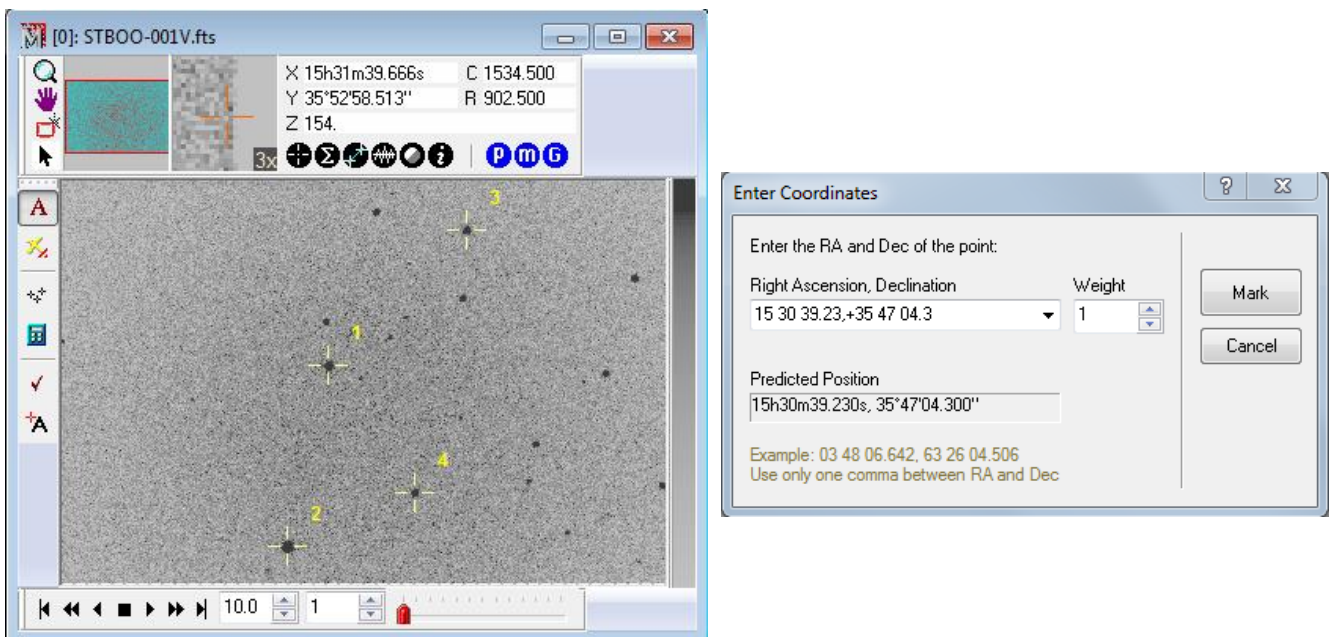 [0]: STBOO-001V.fts
X 15h31m39.666s C 1534.500
Y 35°52'58.513" R 902.500
Z 154.
3x
P m G
A
3
1
4
2
A
10.0 1
Enter Coordinates
?
Enter the RA and Dec of the point:
Right Ascension, Declination Weight
15 30 39.23,+35 47 04.3 1
Mark
Cancel
Predicted Position
15h30m39.230s, 35°47'04.300"
Example: 03 48 06.642, 63 26 04.506
Use only one comma between RA and Dec